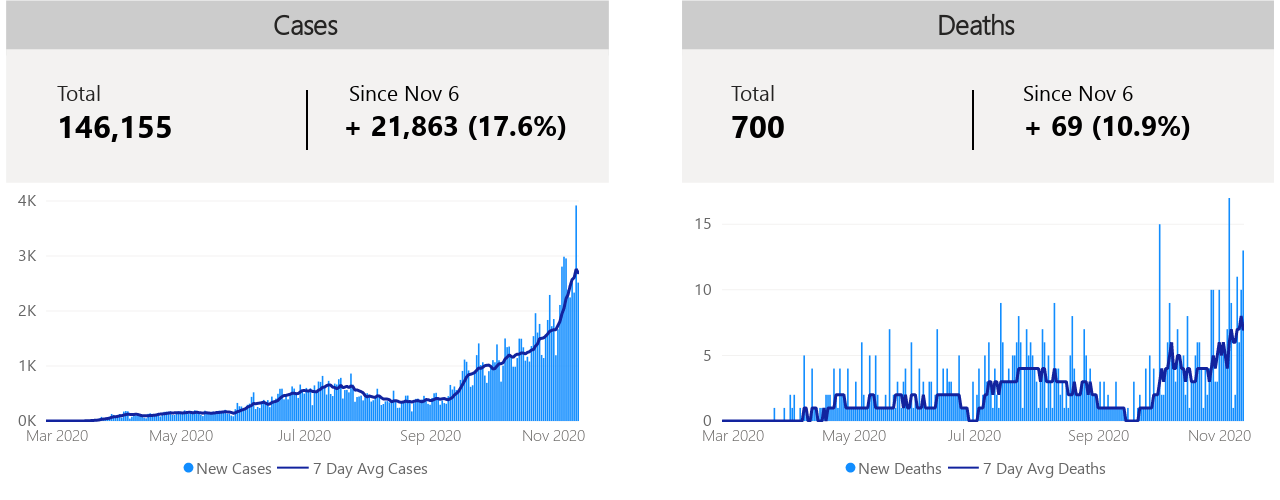 Cases
Total
Since Nov 6
146,155
+ 21,863 (17.6%)
4K
3K
2K
1K
0K
Mar 2020 May 2020 Jul 2020 Sep 2020 Nov 2020
New Cases 7 Day Avg Cases
Deaths
Total
Since Nov 6
700
+ 69 (10.9%)
15
10
5
0
Mar 2020 May 2020 Jul 2020 Sep 2020 Nov 2020
New Deaths 7 Day Avg Deaths